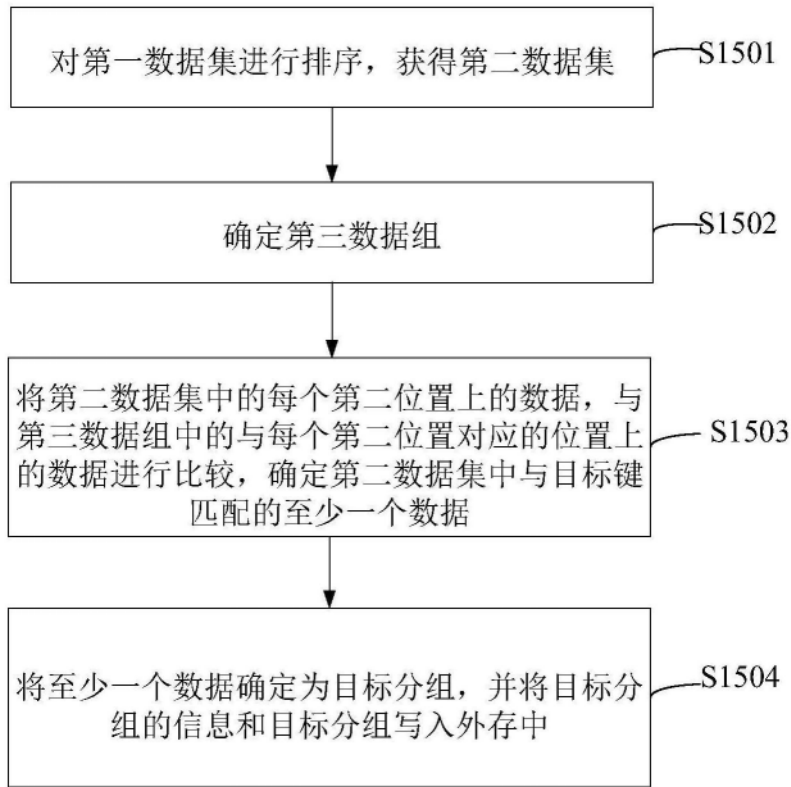 对第一数据集进行排序，获得第二数据集
S1501
确定第三数据组
S1502
将第二数据集中的每个第二位置上的数据，与
第三数据组中的与每个第二位置对应的位置上
的数据进行比较，确定第二数据集中与目标键
匹配的至少一个数据
S1503
将至少一个数据确定为目标分组，并将目标分
组的信息和目标分组写入外存中
S1504